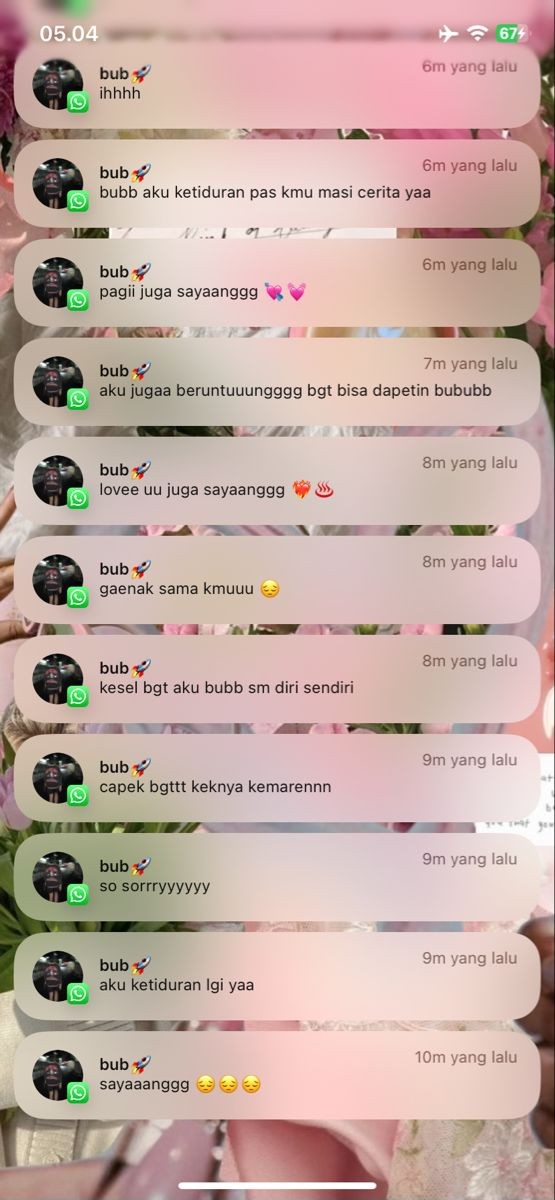 05.04
67
bub🚀
6m yang lalu
ihhhh
bub🚀
6m yang lalu
bubb aku ketiduran pas kmu masi cerita yaa
bub🚀
6m yang lalu
pagii juga sayaanggg 💘💓
bub🚀
7m yang lalu
aku jugaa beruntuuungggg bgt bisa dapetin bububb
bub🚀
8m yang lalu
lovee uu juga sayaanggg ❤️‍🔥♨️
bub🚀
8m yang lalu
gaenak sama kmuuu 😔
bub🚀
8m yang lalu
kesel bgt aku bubb sm diri sendiri
bub🚀
9m yang lalu
capek bgttt keknya kemarennn
bub🚀
9m yang lalu
so sorrryyyyyy
bub🚀
9m yang lalu
aku ketiduran lgi yaa
bub🚀
10m yang lalu
sayaaanggg 😔😔😔